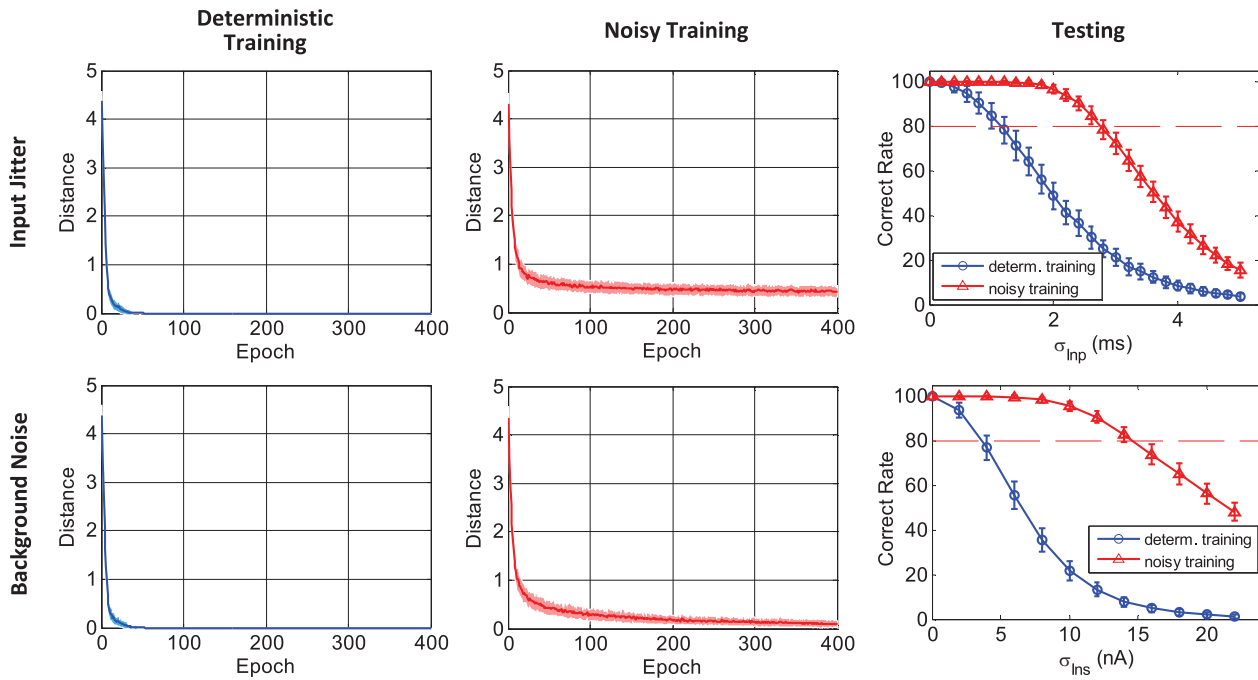 Deterministic
Training
Noisy Training
Testing
Input Jitter
5
4
3
2
1
0
Distance
0
100
200
300
400
Epoch
5
4
3
2
1
0
Distance
0
100
200
300
400
Epoch
100
80
60
40
20
0
Correct Rate
determ. training
noisy training
0
2
4
σInp (ms)
Background Noise
5
4
3
2
1
0
Distance
0
100
200
300
400
Epoch
5
4
3
2
1
0
Distance
0
100
200
300
400
Epoch
100
80
60
40
20
0
Correct Rate
determ. training
noisy training
0
5
10
15
20
σIns (nA)